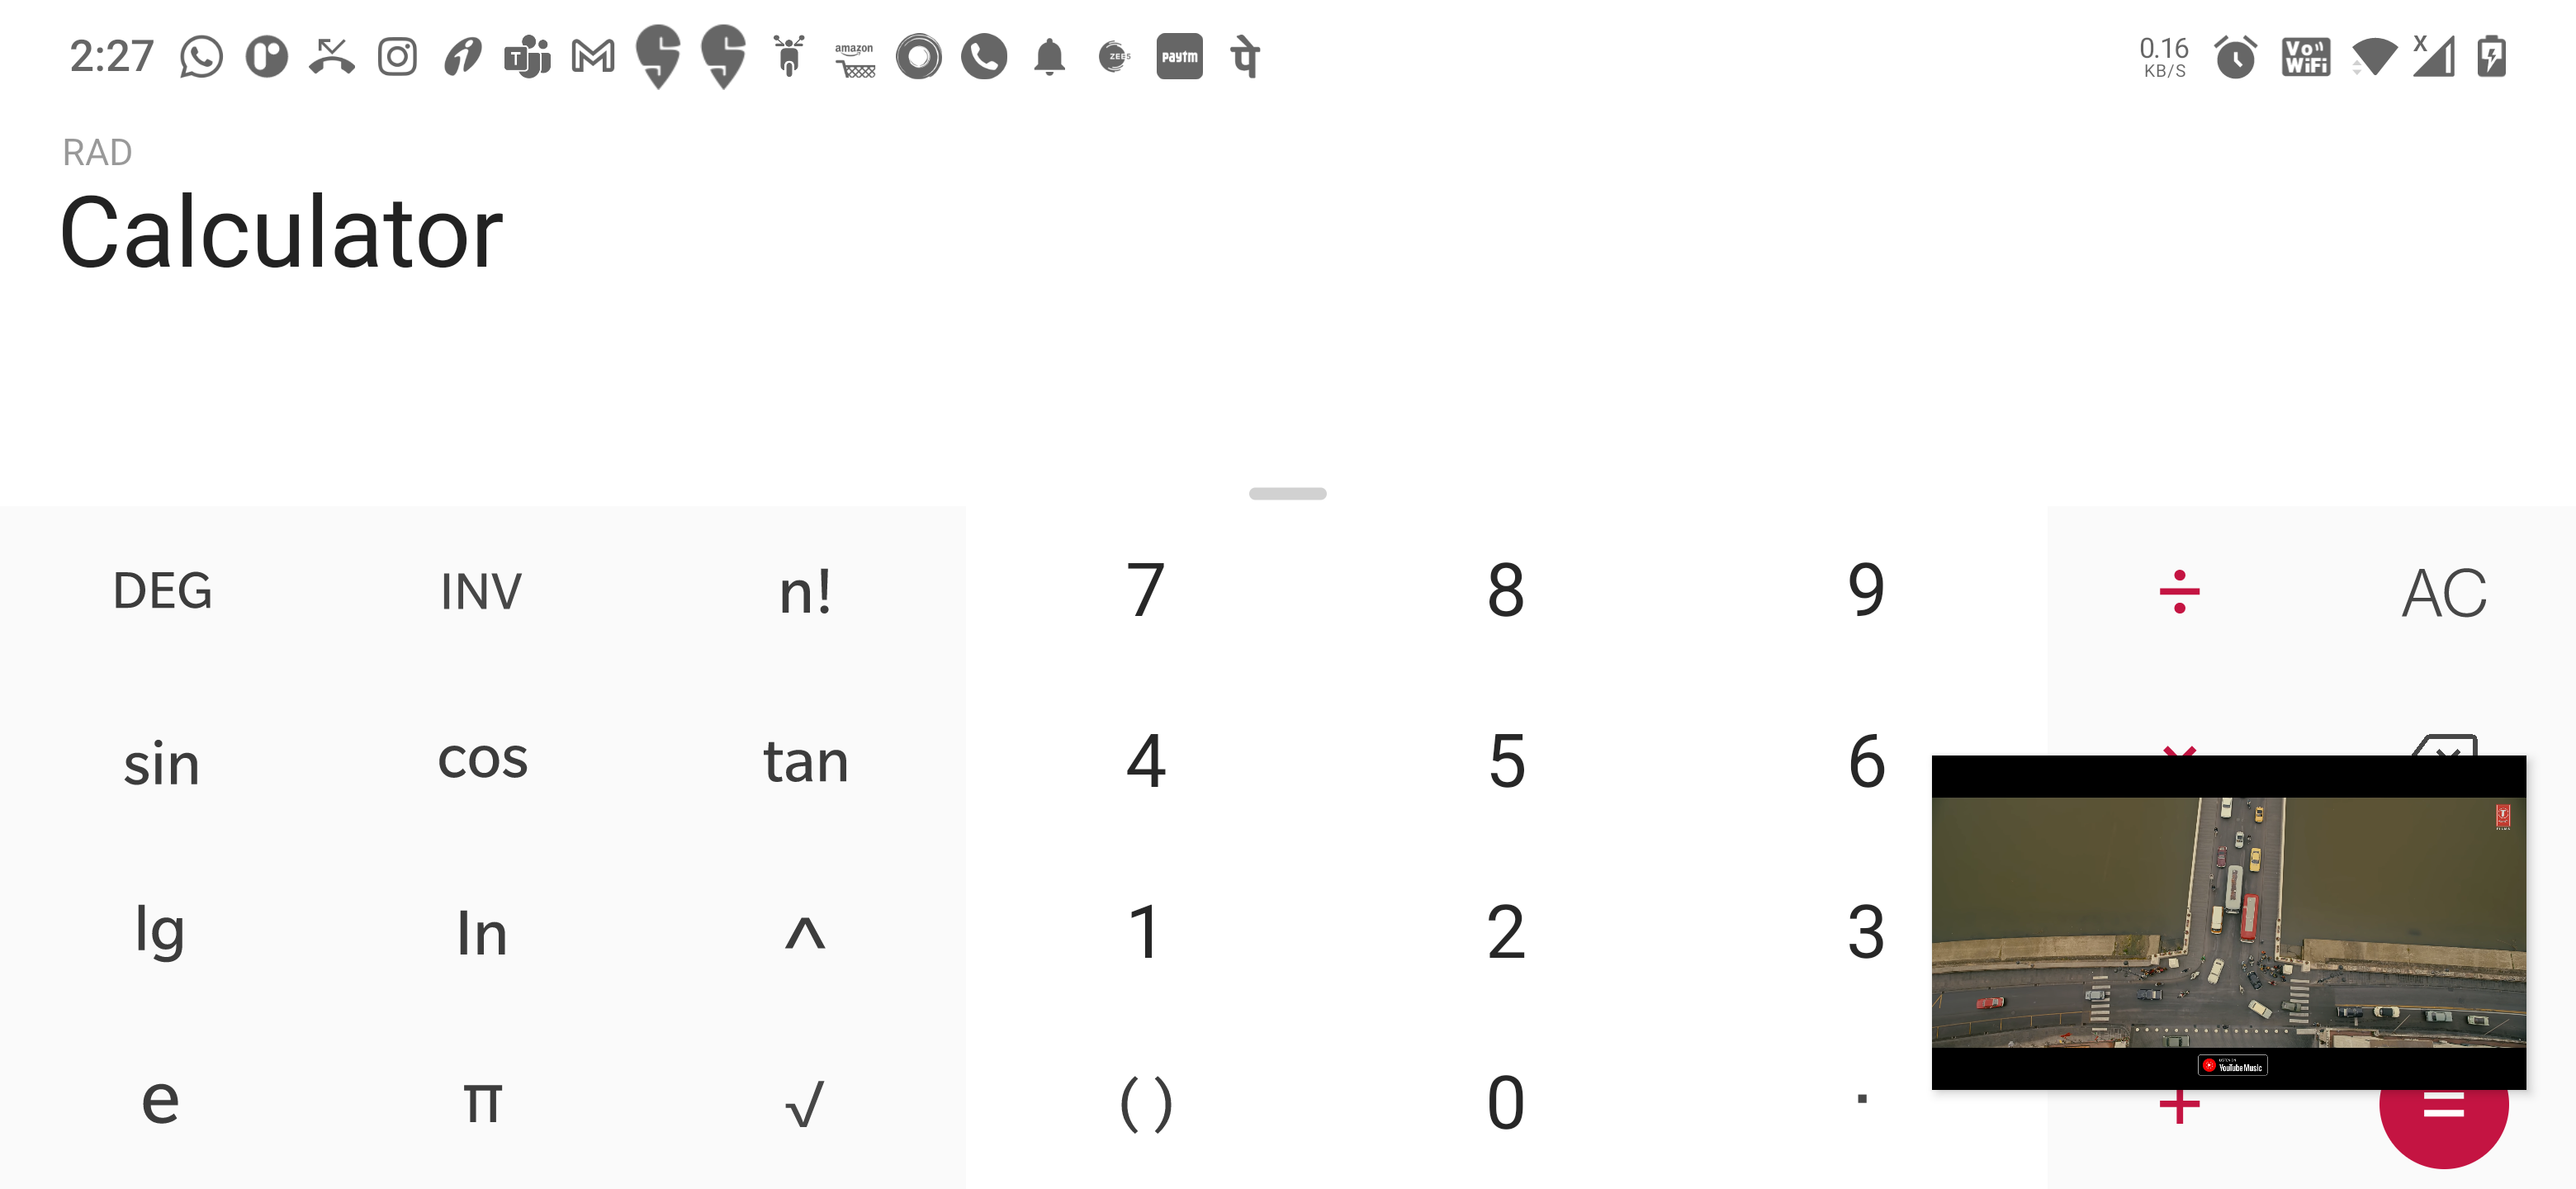 2:27 amazon ZEE5 paytm पे 0.16 KB/S Vo WiFi X
RAD
Calculator
DEG INV n! 7 8 9 ÷ AC
sin cos tan 4 5 6
lg ln ^ 1 2 3
e π √ ( ) 0 . + =
YouTube Music